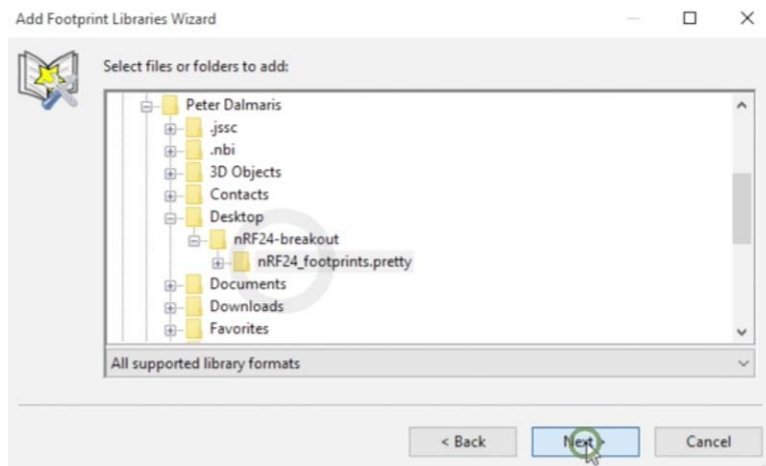 Add Footprint Libraries Wizard
Select files or folders to add:
Peter Dalmaris
.jssc
.nbi
3D Objects
Contacts
Desktop
nRF24-breakout
nRF24_footprints.pretty
Documents
Downloads
Favorites
All supported library formats
< Back Next > Cancel